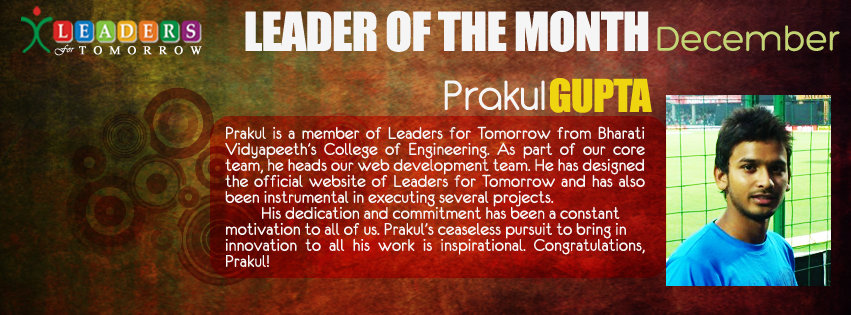 LEADERS
for TOMORROW
LEADER OF THE MONTH December
Prakul GUPTA
Prakul is a member of Leaders for Tomorrow from Bharati
Vidyapeeth's College of Engineering. As part of our core
team, he heads our web development team. He has designed
the official website of Leaders for Tomorrow and has also
been instrumental in executing several projects.
His dedication and commitment has been a constant
motivation to all of us. Prakul's ceaseless pursuit to bring in
innovation to all his work is inspirational. Congratulations,
Prakul!